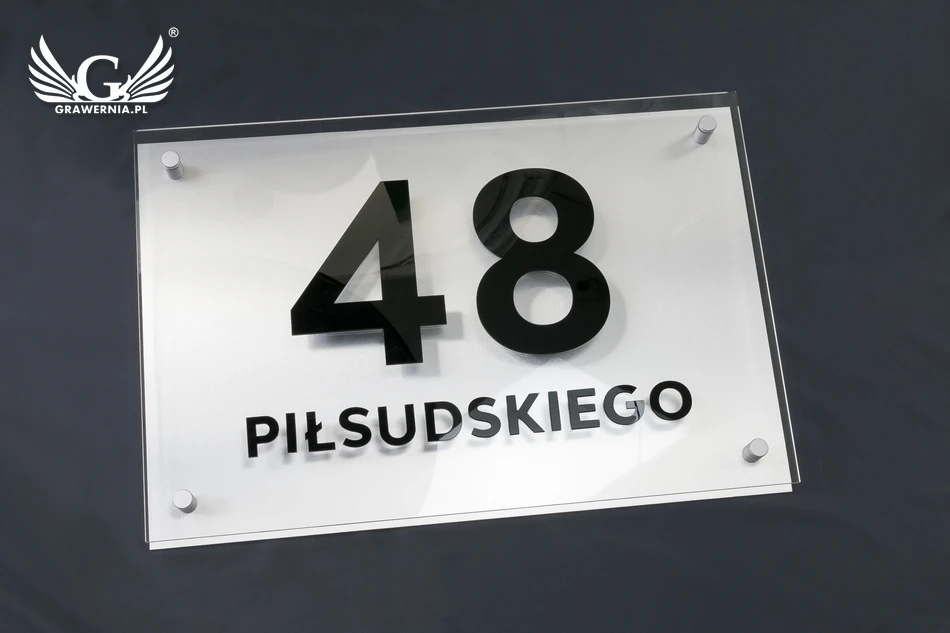 G ®
GRAWERNIA.PL
48
PIŁSUDSKIEGO